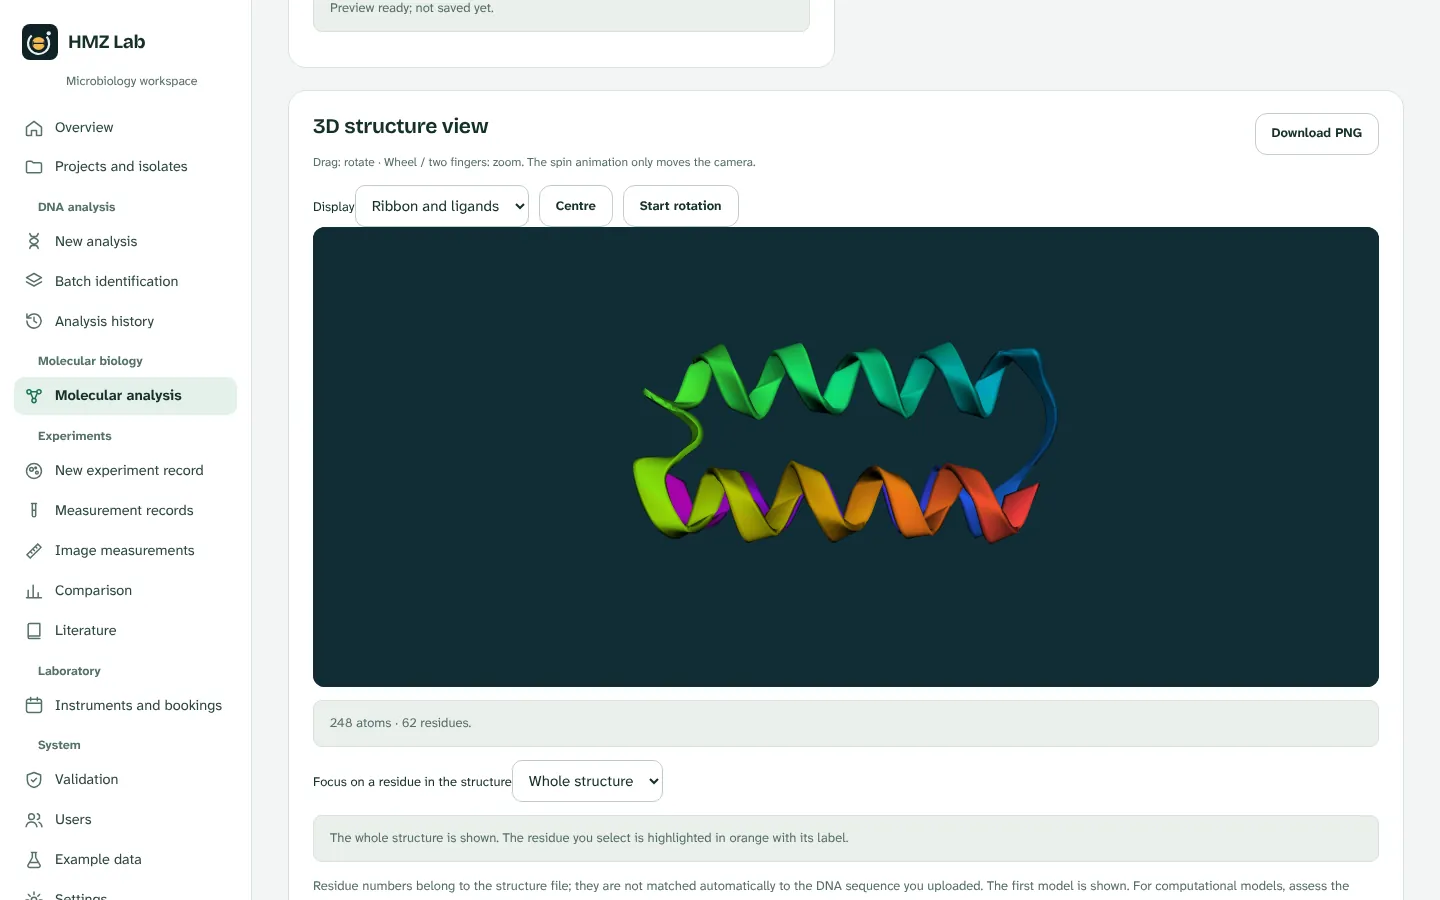 HMZ Lab
Microbiology workspace
Overview
Projects and isolates
DNA analysis
New analysis
Batch identification
Analysis history
Molecular biology
Molecular analysis
Experiments
New experiment record
Measurement records
Image measurements
Comparison
Literature
Laboratory
Instruments and bookings
System
Validation
Users
Example data
Settings
Preview ready; not saved yet.
3D structure view
Download PNG
Drag: rotate · Wheel / two fingers: zoom. The spin animation only moves the camera.
Display Ribbon and ligands Centre Start rotation
248 atoms · 62 residues.
Focus on a residue in the structure Whole structure
The whole structure is shown. The residue you select is highlighted in orange with its label.
Residue numbers belong to the structure file; they are not matched automatically to the DNA sequence you uploaded. The first model is shown. For computational models, assess the